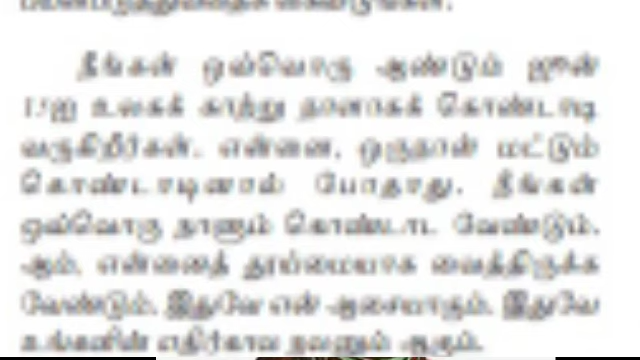 நீங்கள் ஒவ்வொரு ஆண்டும் ஜூன்
15ஐ உலகக் காற்று நாளாகக் கொண்டாடி
வருகிறீர்கள். என்னை, ஒருநாள் மட்டும்
கொண்டாடினால் போதாது. நீங்கள்
ஒவ்வொரு நாளும் கொண்டாட வேண்டும்.
ஆம். என்னைத் தூய்மையாக வைத்திருக்க
வேண்டும். இதுவே என் ஆசையாகும். இதுவே
உங்களின் எதிர்கால நலனும் ஆகும்.